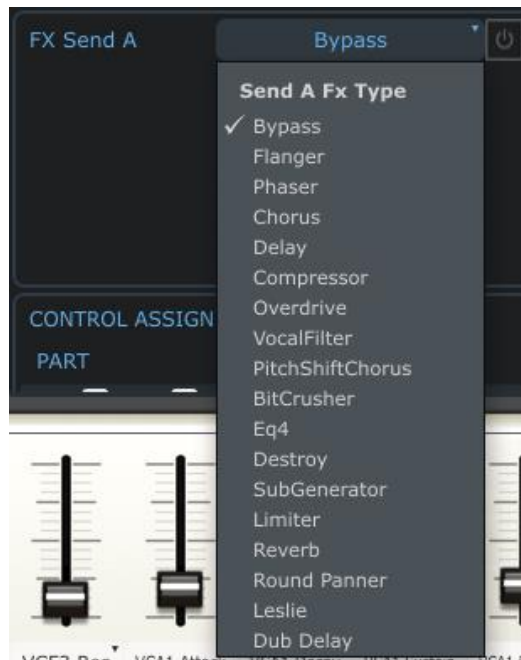 FX Send A
Bypass
Send A Fx Type
✓ Bypass
Flanger
Phaser
Chorus
Delay
Compressor
Overdrive
VocalFilter
PitchShiftChorus
BitCrusher
Eq4
Destroy
SubGenerator
Limiter
Reverb
Round Panner
Leslie
Dub Delay
CONTROL ASSIGN
PART